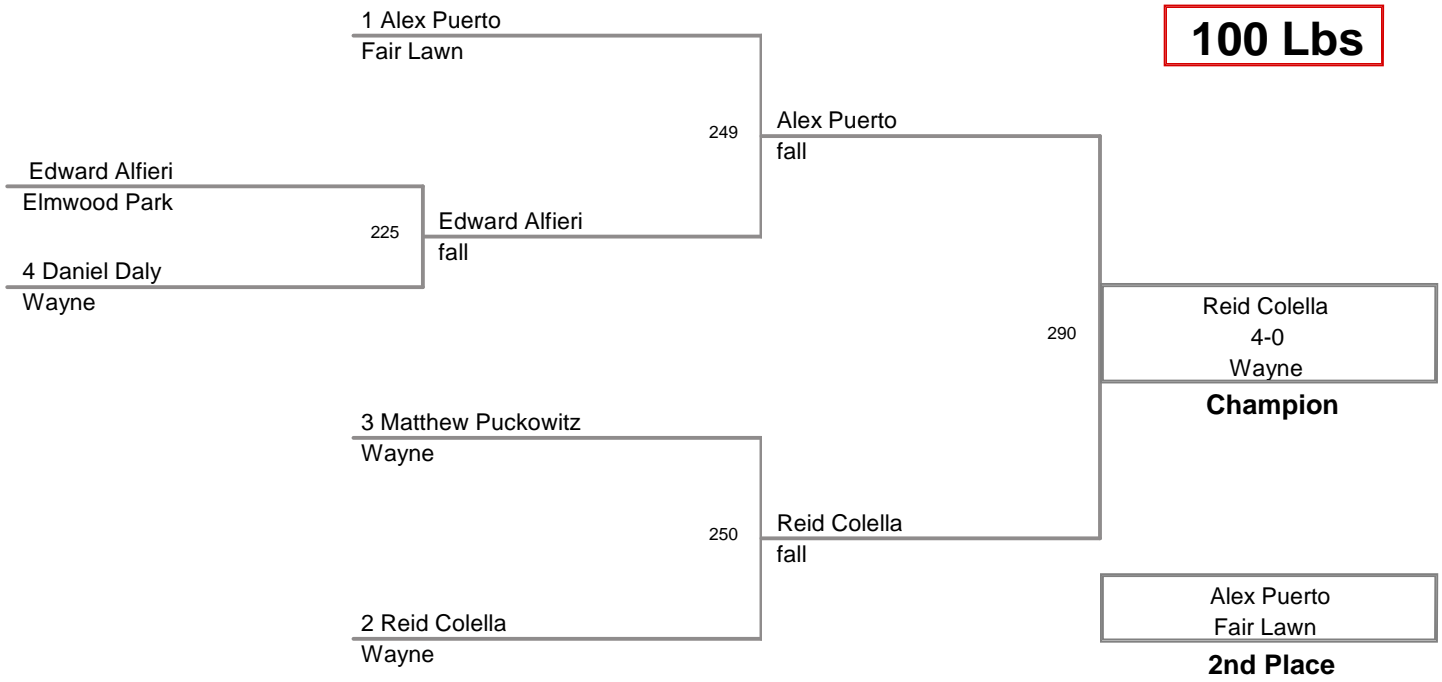 1 Alex Puerto
Fair Lawn
100 Lbs
249
Alex Puerto
fall
Edward Alfieri
Elmwood Park
225
Edward Alfieri
fall
4 Daniel Daly
Wayne
290
Reid Colella
4-0
Wayne
Champion
3 Matthew Puckowitz
Wayne
250
Reid Colella
fall
2 Reid Colella
Wayne
Alex Puerto
Fair Lawn
2nd Place